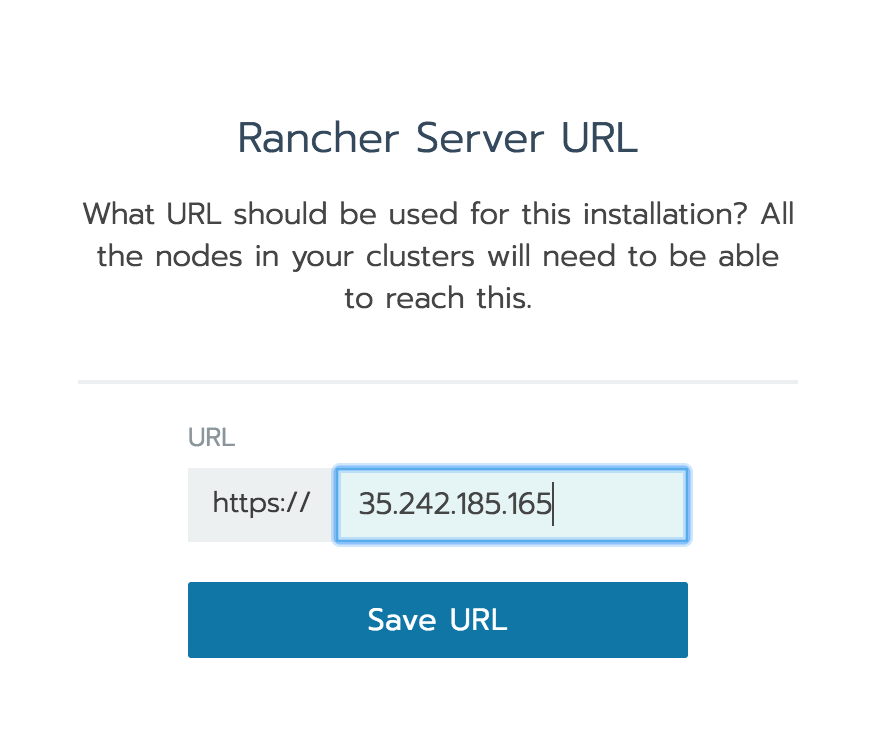 Rancher Server URL
What URL should be used for this installation? All
the nodes in your clusters will need to be able
to reach this.
URL
https:// 35.242.185.165
Save URL